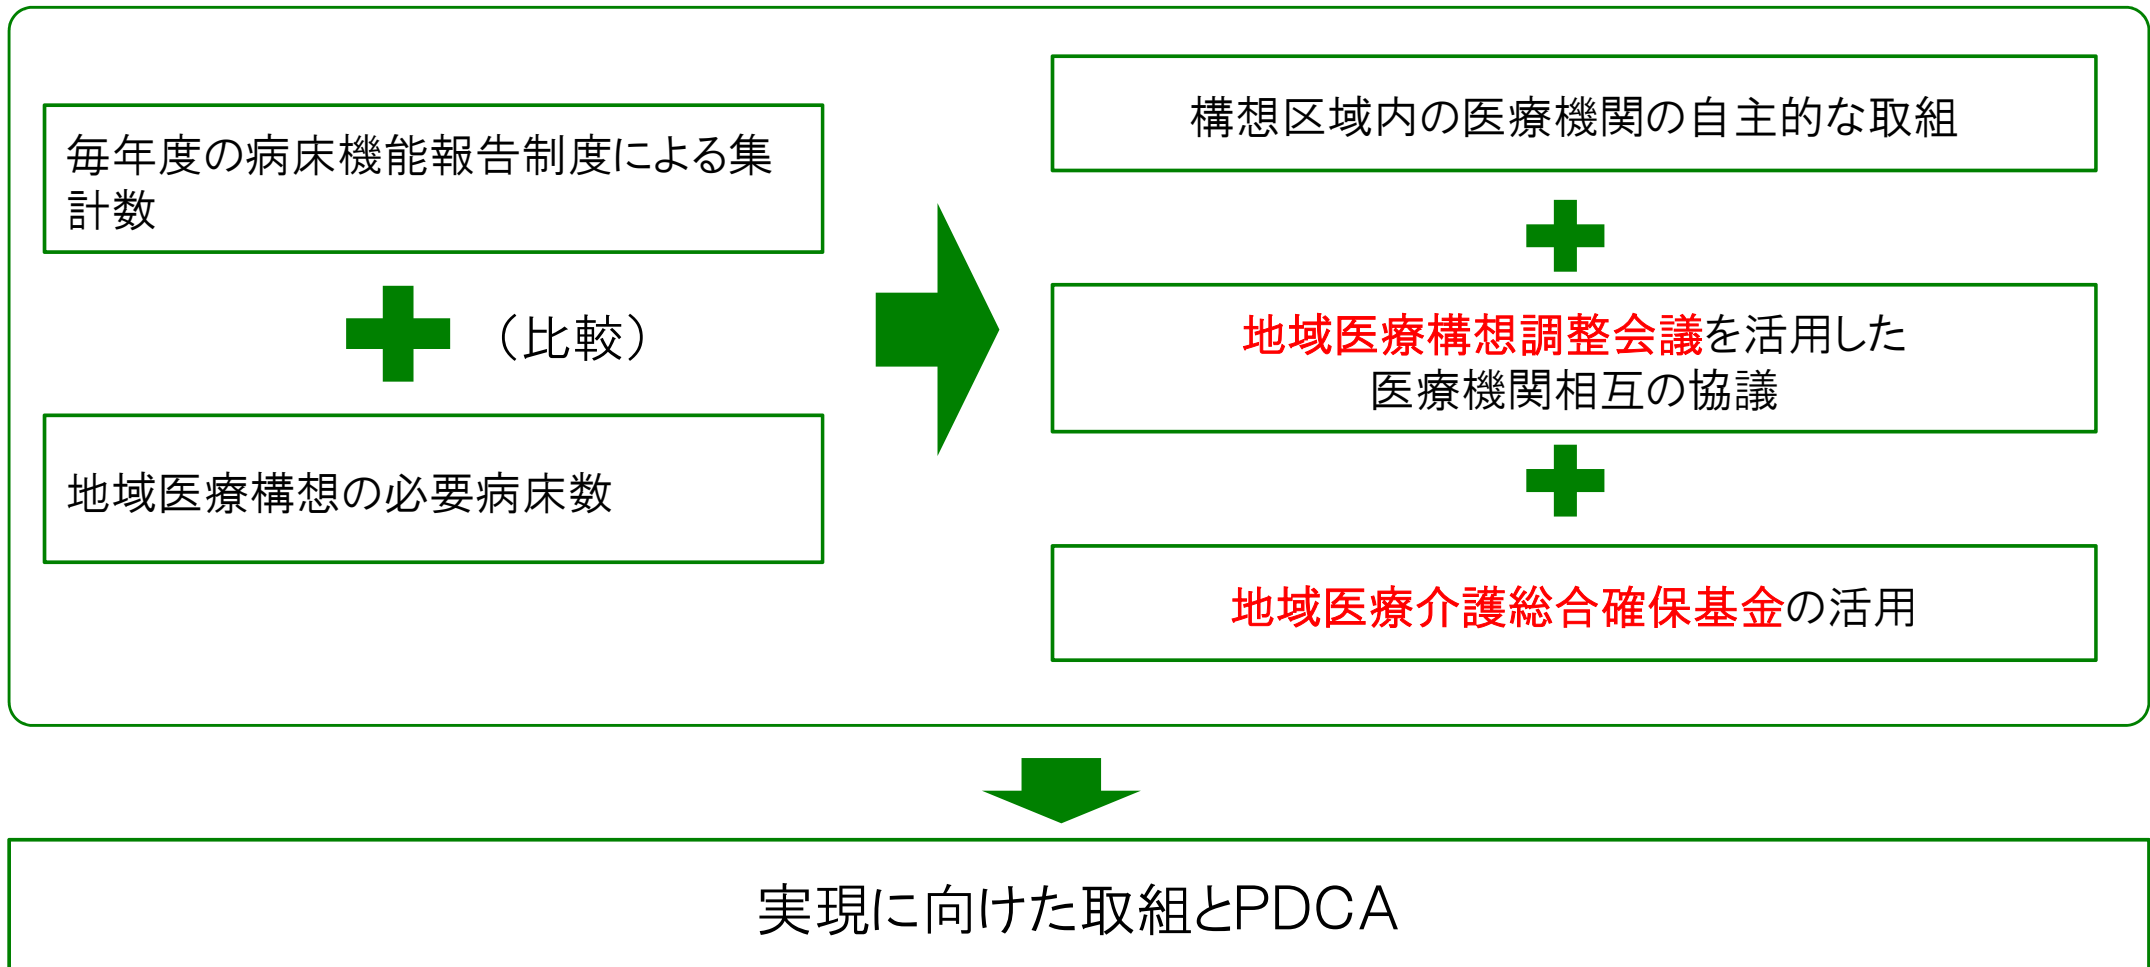 毎年度の病床機能報告制度による集
計数
（比較）
地域医療構想の必要病床数
構想区域内の医療機関の自主的な取組
地域医療構想調整会議を活用した
医療機関相互の協議
地域医療介護総合確保基金の活用
実現に向けた取組とPDCA